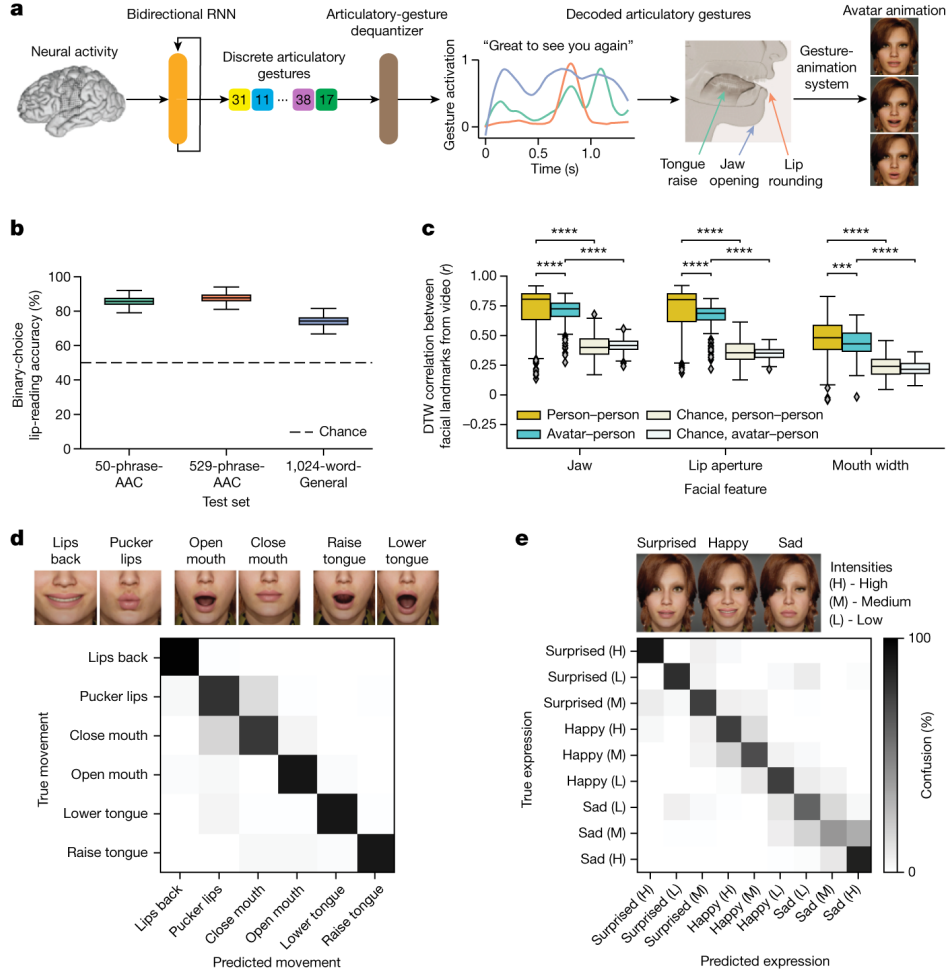 a
Bidirectional RNN
Articulatory-gesture
dequantizer
Decoded articulatory gestures
Avatar animation
Neural activity
Discrete articulatory
gestures
31 11 ... 38 17
Gesture activation
1
0
"Great to see you again"
0 0.5 1.0
Time (s)
Tongue
raise
Jaw
opening
Lip
rounding
Gesture-
animation
system
b
Binary-choice
lip-reading accuracy (%)
100
80
60
40
20
0
Chance
50-phrase-
AAC
529-phrase-
AAC
1,024-word-
General
Test set
c
DTW correlation between
facial landmarks from video (r)
1.00
0.75
0.50
0.25
0
−0.25
**** **** ****
**** **** **** **** *** ****
Person–person
Avatar–person
Chance, person–person
Chance, avatar–person
Jaw
Lip aperture
Mouth width
Facial feature
d
Lips
back
Pucker
lips
Open
mouth
Close
mouth
Raise
tongue
Lower
tongue
True movement
Lips back
Pucker lips
Close mouth
Open mouth
Lower tongue
Raise tongue
Lips back
Pucker lips
Close mouth
Open mouth
Lower tongue
Raise tongue
Predicted movement
e
Surprised Happy Sad
Intensities
(H) - High
(M) - Medium
(L) - Low
True expression
Surprised (H)
Surprised (L)
Surprised (M)
Happy (H)
Happy (M)
Happy (L)
Sad (L)
Sad (M)
Sad (H)
Surprised (H)
Surprised (L)
Surprised (M)
Happy (H)
Happy (M)
Happy (L)
Sad (L)
Sad (M)
Sad (H)
Predicted expression
100
0
Confusion (%)